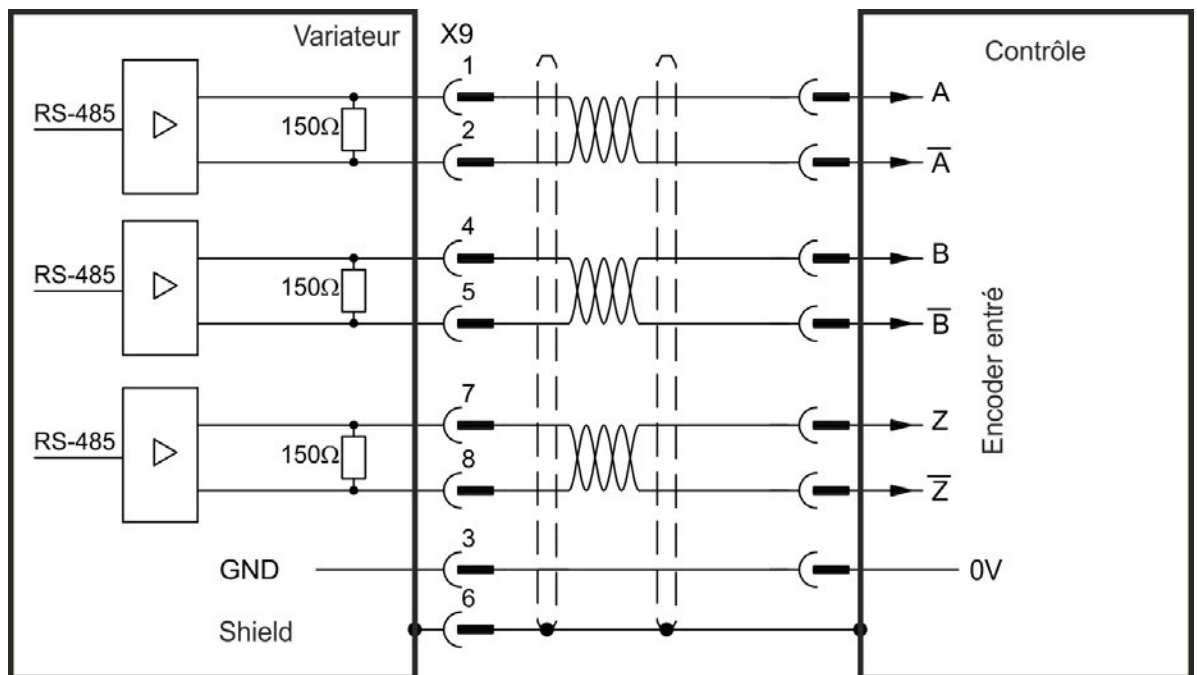 Variateur
X9
Contrôle
1
RS-485
150Ω
2
A
A̅
4
RS-485
150Ω
5
B
B̅
7
RS-485
150Ω
8
Z
Z̅
Encoder entré
3
GND
0V
6
Shield